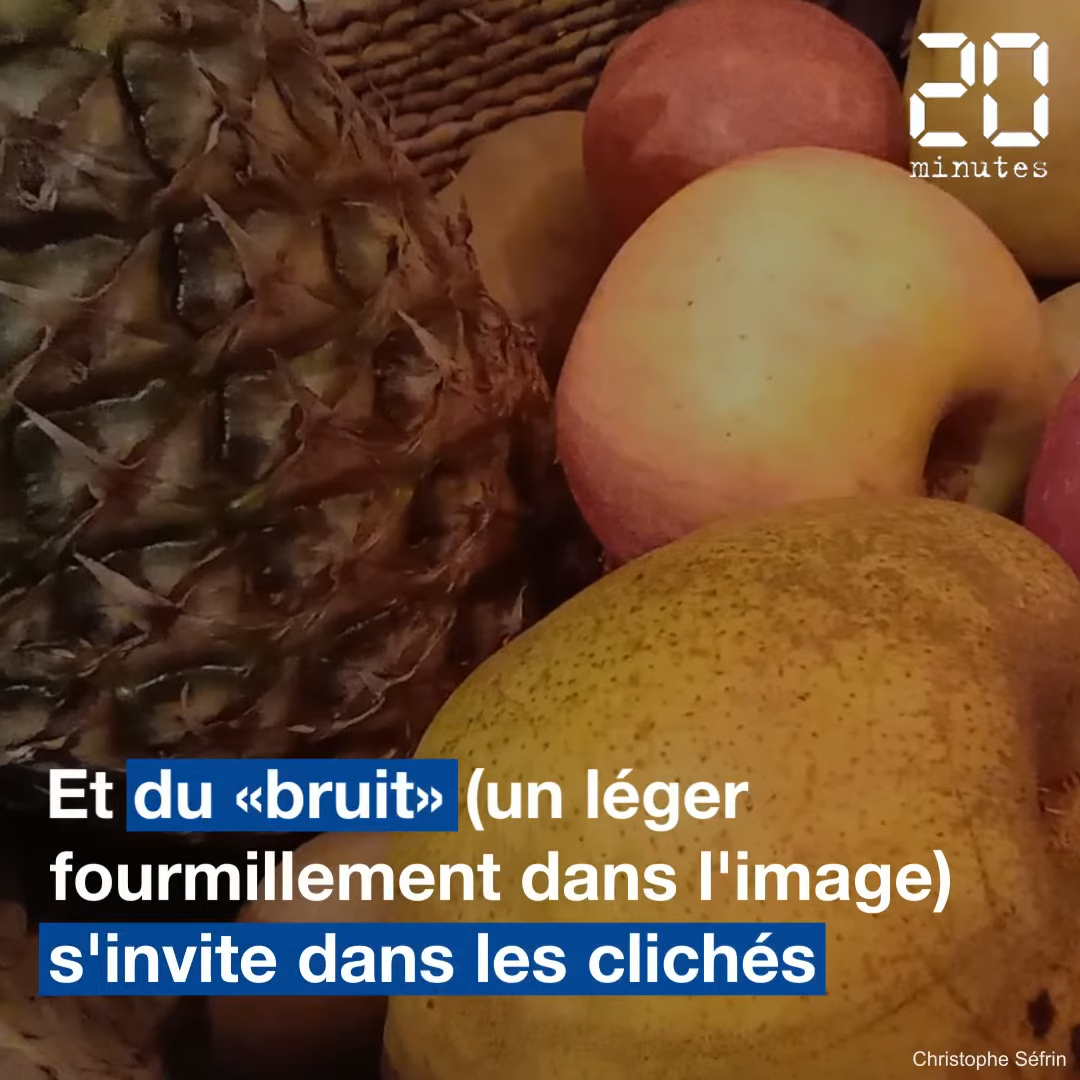 20
minutes
Et du «bruit» (un léger
fourmillement dans l'image)
s'invite dans les clichés
Christophe Séfrin